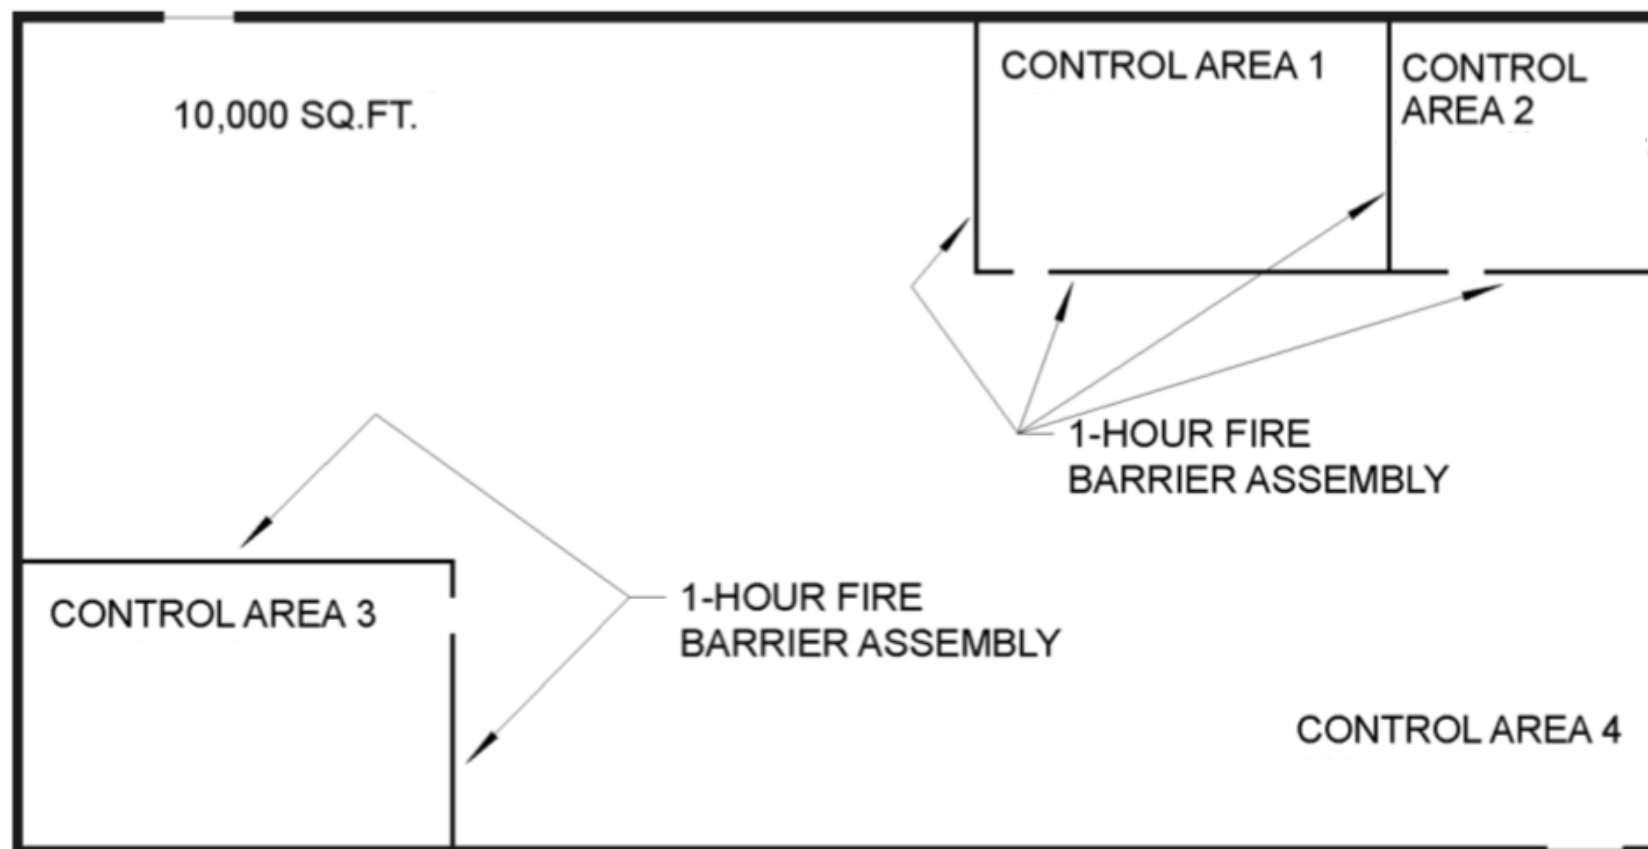 10,000 SQ.FT.
CONTROL AREA 1
CONTROL
AREA 2
1-HOUR FIRE
BARRIER ASSEMBLY
CONTROL AREA 3
1-HOUR FIRE
BARRIER ASSEMBLY
CONTROL AREA 4